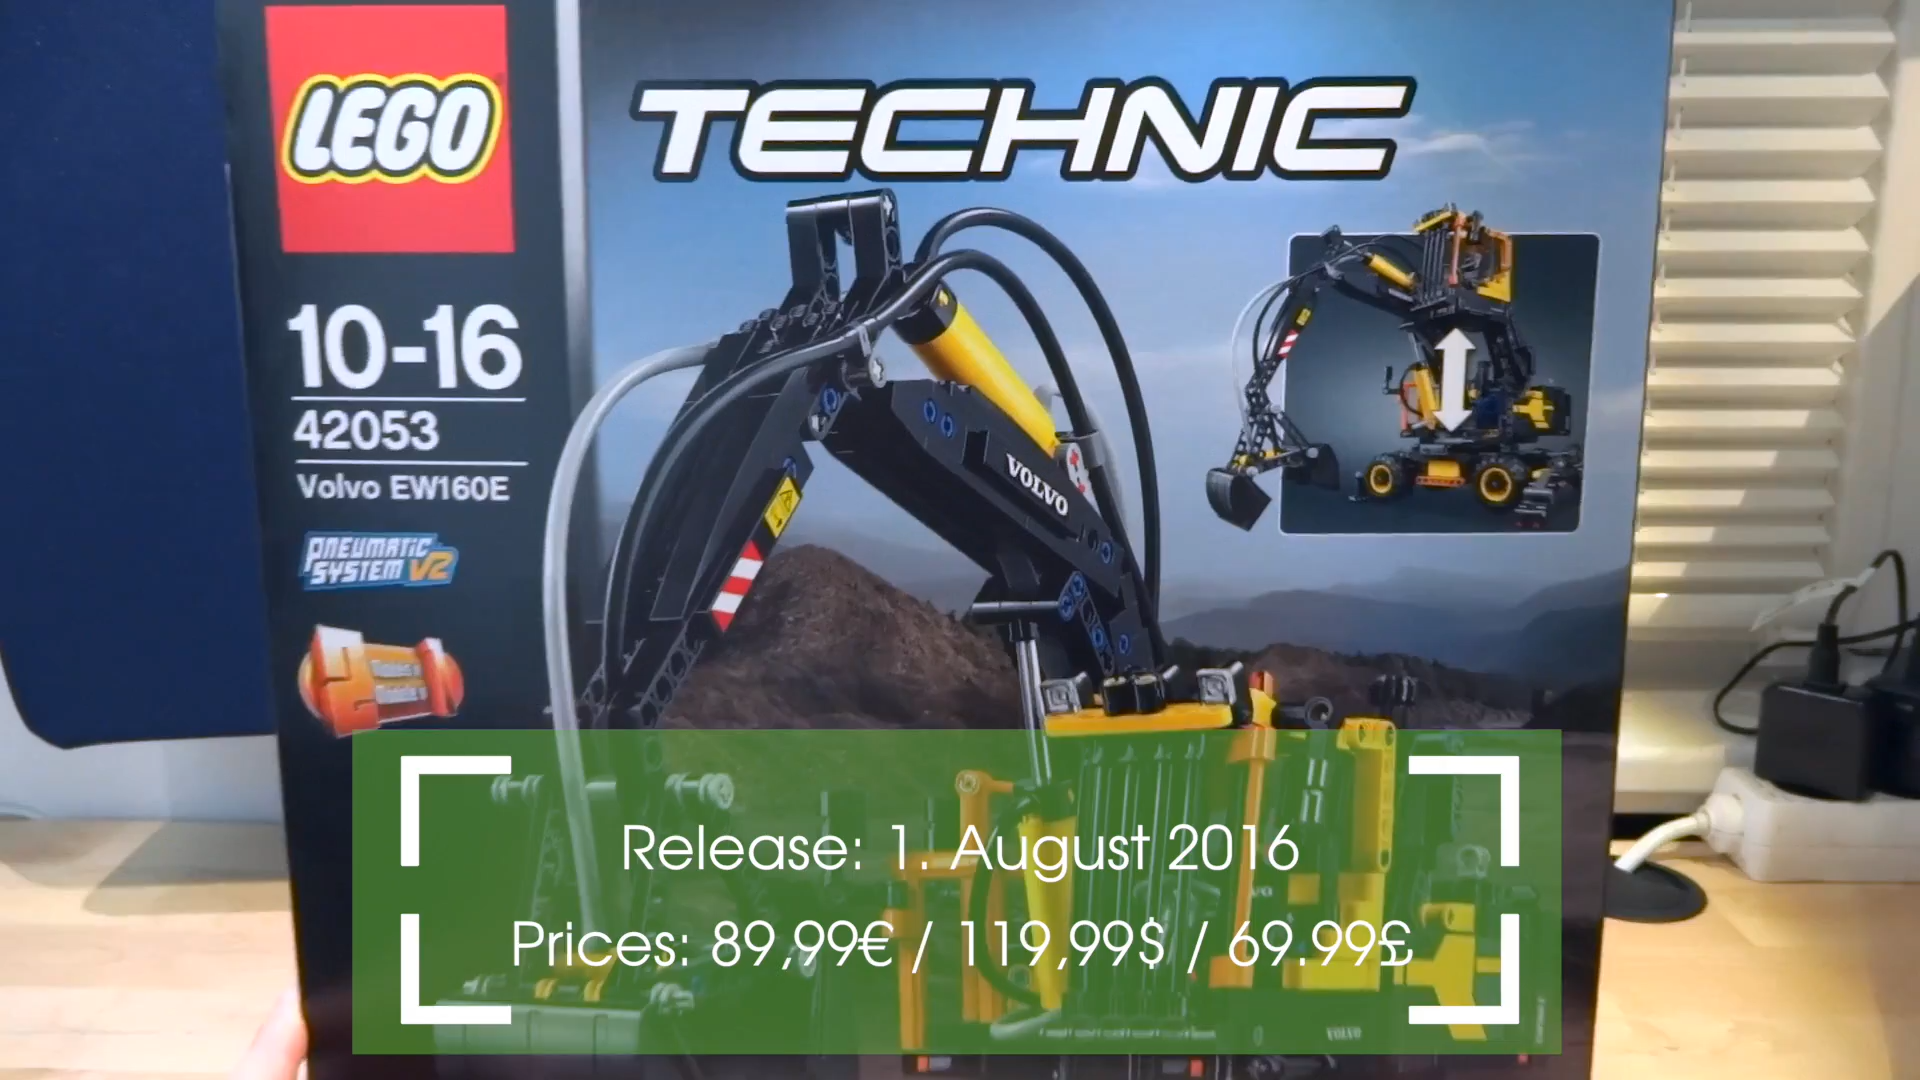 LEGO
TECHNIC
10-16
42053
Volvo EW160E
PNEUMATIC
SYSTEM V2
VOLVO
Release: 1. August 2016
Prices: 89,99€ / 119,99$ / 69.99£
VOLVO